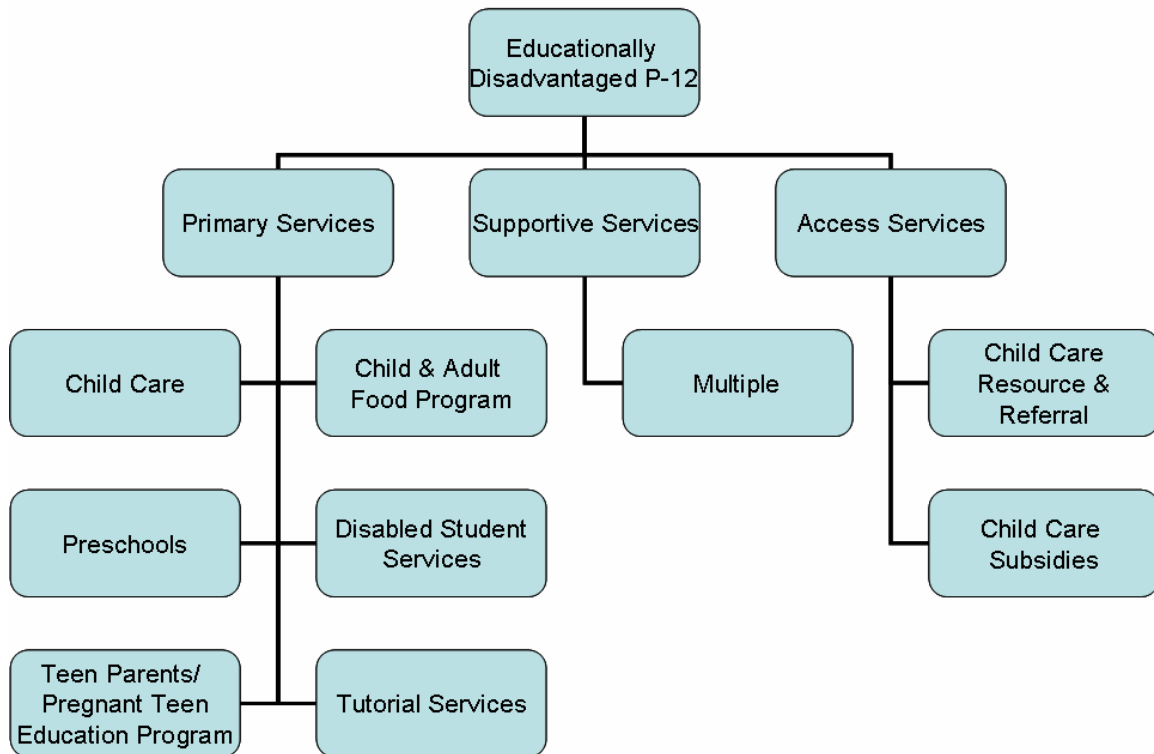 Educationally
Disadvantaged P-12
Primary Services
Supportive Services
Access Services
Child Care
Child & Adult
Food Program
Multiple
Child Care
Resource &
Referral
Preschools
Disabled Student
Services
Child Care
Subsidies
Teen Parents/
Pregnant Teen
Education Program
Tutorial Services